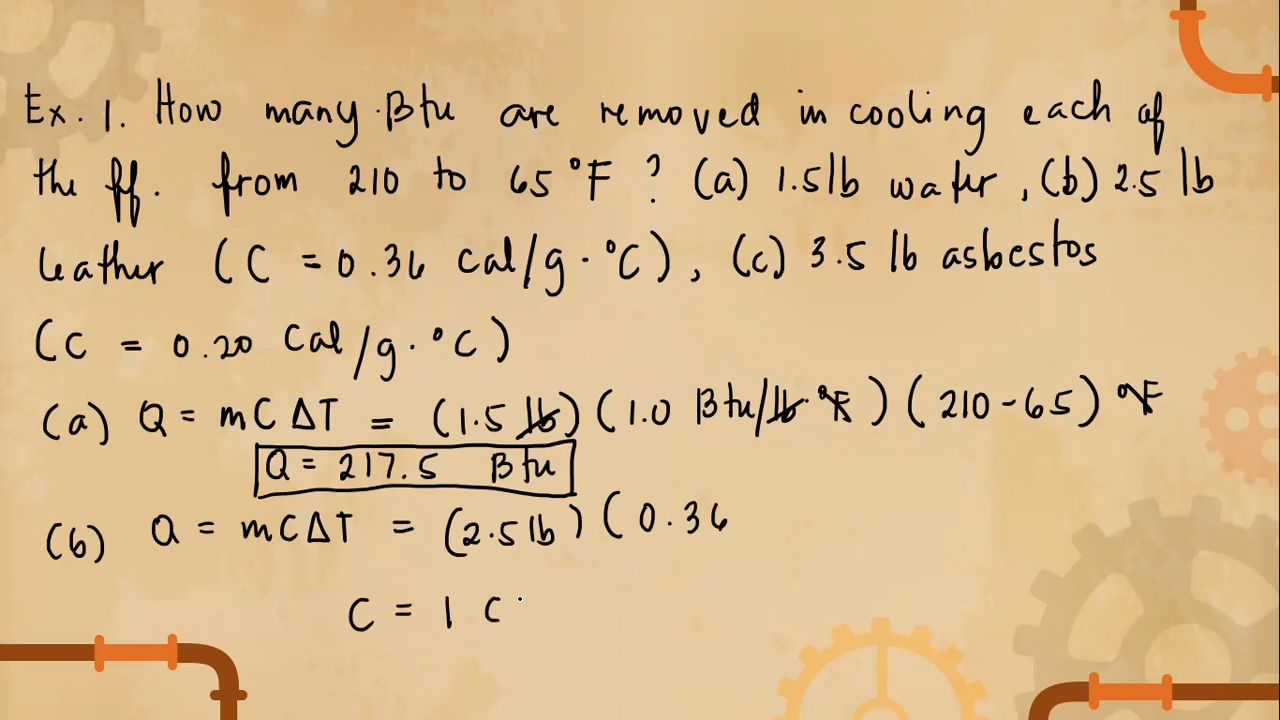 Ex. 1. How many Btu are removed in cooling each of
the ff. from 210 to 65 °F ? (a) 1.5 lb water, (b) 2.5 lb
leather (C = 0.36 cal/g · °C), (c) 3.5 lb asbestos
(C = 0.20 Cal/g · °C)
(a) Q = mCΔT = (1.5 lb) (1.0 Btu/lb · °F) (210 - 65) °F
Q = 217.5 Btu
(b) Q = mCΔT = (2.5 lb) (0.36
C = 1 C